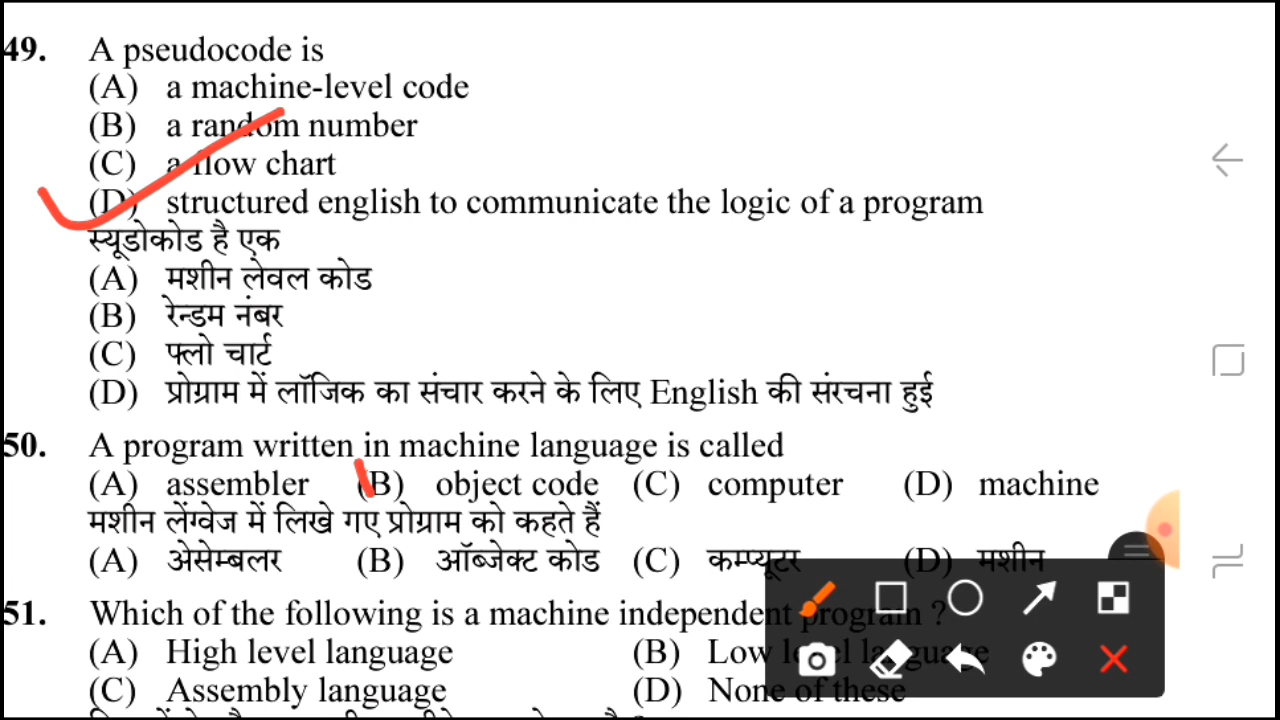 49. A pseudocode is
(A) a machine-level code
(B) a random number
(C) a flow chart
(D) structured english to communicate the logic of a program
स्यूडोकोड है एक
(A) मशीन लेवल कोड
(B) रेन्डम नंबर
(C) फ्लो चार्ट
(D) प्रोग्राम में लॉजिक का संचार करने के लिए English की संरचना हुई
50. A program written in machine language is called
(A) assembler (B) object code (C) computer (D) machine
मशीन लेंग्वेज में लिखे गए प्रोग्राम को कहते हैं
(A) अेसेम्बलर (B) ऑब्जेक्ट कोड (C) कम्प्यूटर (D) मशीन
51. Which of the following is a machine independent program ?
(A) High level language (B) Low level language
(C) Assembly language (D) None of these